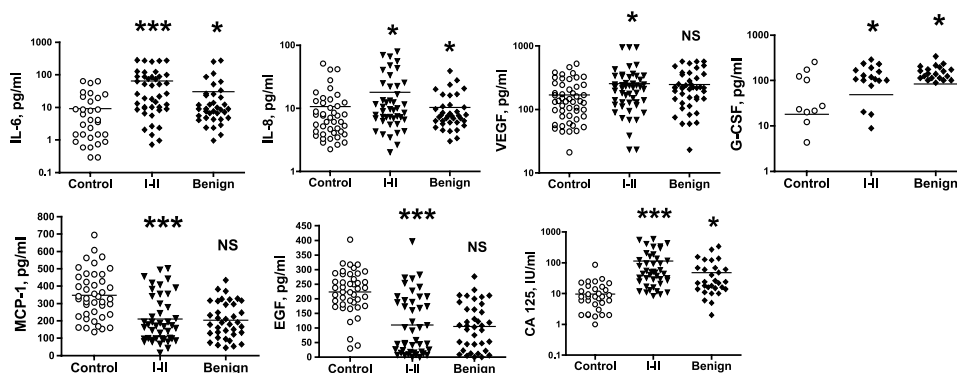 IL-6, pg/ml
1000
100
10
1
0.1
***
*
Control
I-II
Benign
IL-8, pg/ml
100
10
1
*
*
Control
I-II
Benign
VEGF, pg/ml
1000
100
10
*
NS
Control
I-II
Benign
G-CSF, pg/ml
1000
100
10
1
*
*
Control
I-II
Benign
MCP-1, pg/ml
800
700
600
500
400
300
200
100
0
***
NS
Control
I-II
Benign
EGF, pg/ml
450
400
350
300
250
200
150
100
50
0
***
NS
Control
I-II
Benign
CA 125, IU/ml
1000
100
10
1
0.1
***
*
Control
I-II
Benign